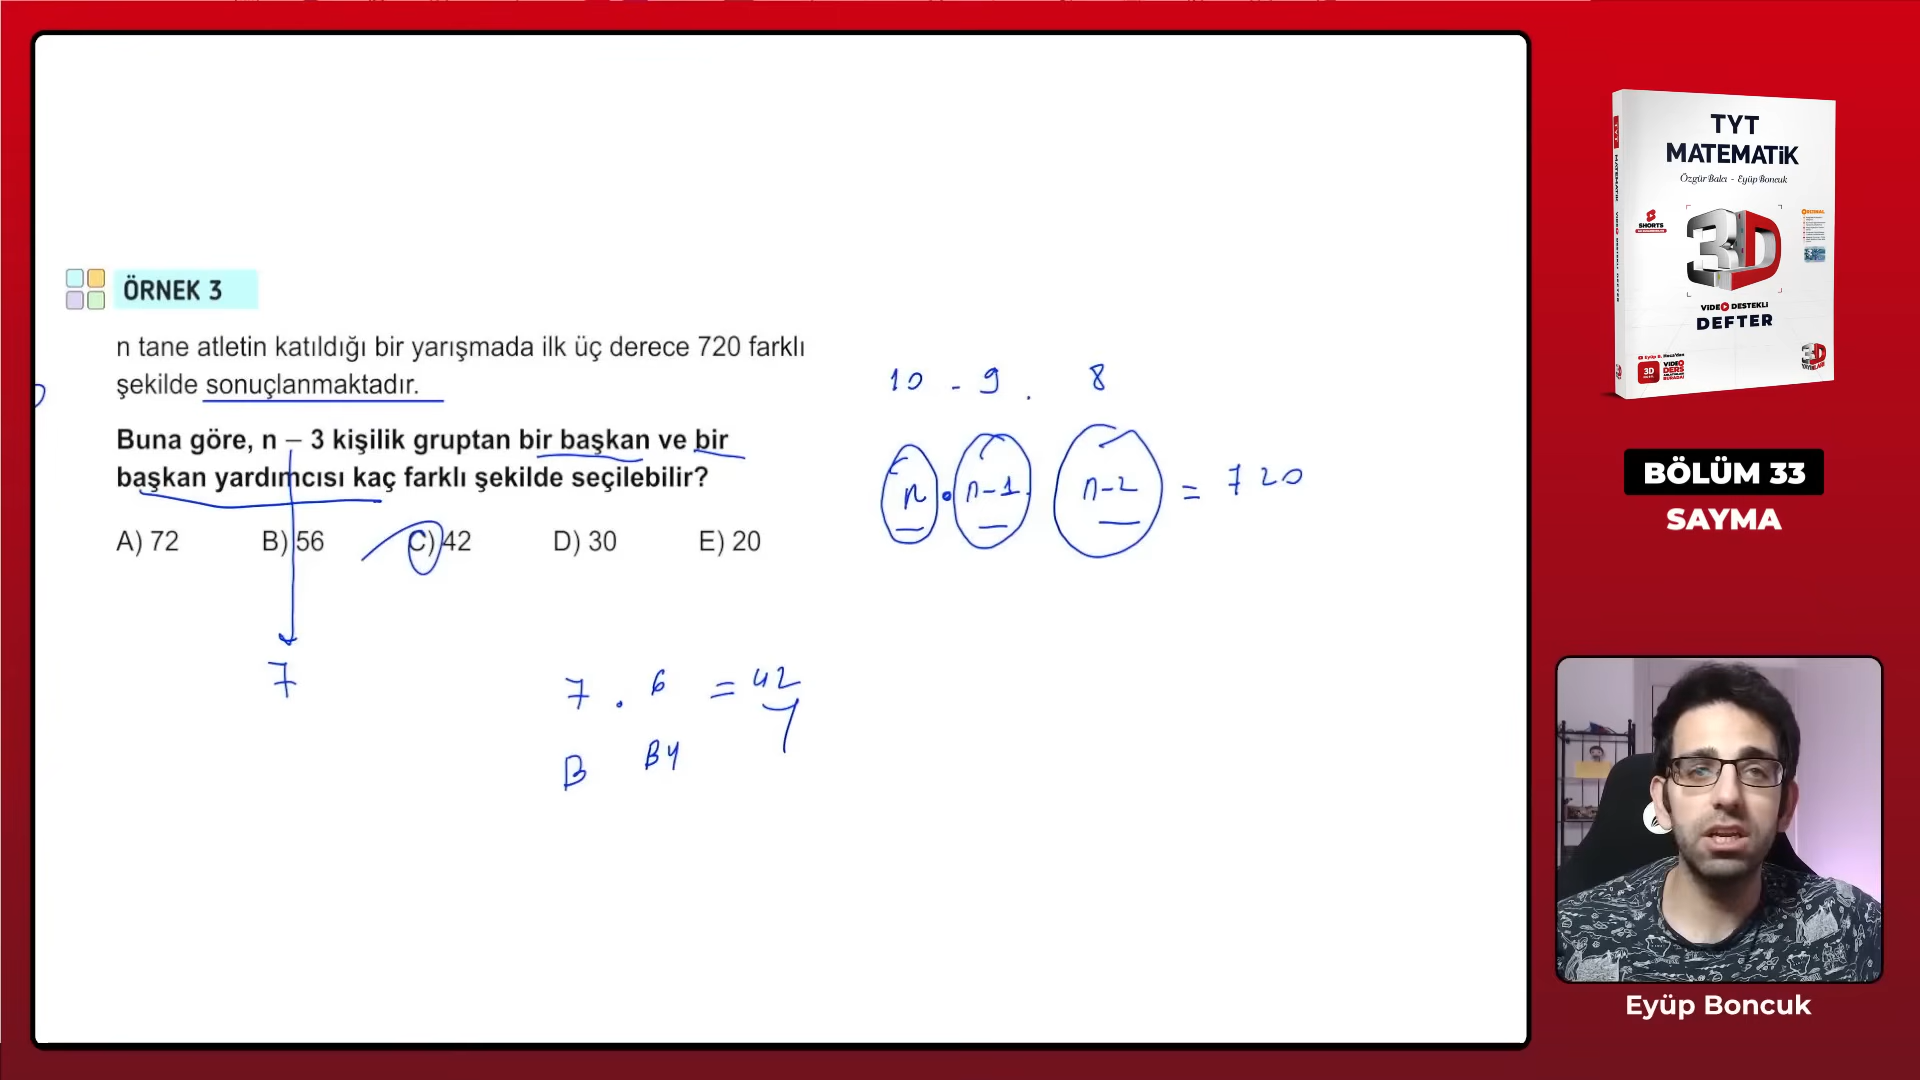 ÖRNEK 3
n tane atletin katıldığı bir yarışmada ilk üç derece 720 farklı
şekilde sonuçlanmaktadır.
Buna göre, n – 3 kişilik gruptan bir başkan ve bir
başkan yardımcısı kaç farklı şekilde seçilebilir?
A) 72 B) 56 C) 42 D) 30 E) 20
7
7 . 6 = 42
B BY
10 . 9 . 8
n . n-1 . n-2 = 720
TYT
MATEMATİK
Özgür Balcı - Eyüp Boncuk
SHORTS
3D
VIDEO DESTEKLİ
DEFTER
BÖLÜM 33
SAYMA
Eyüp Boncuk